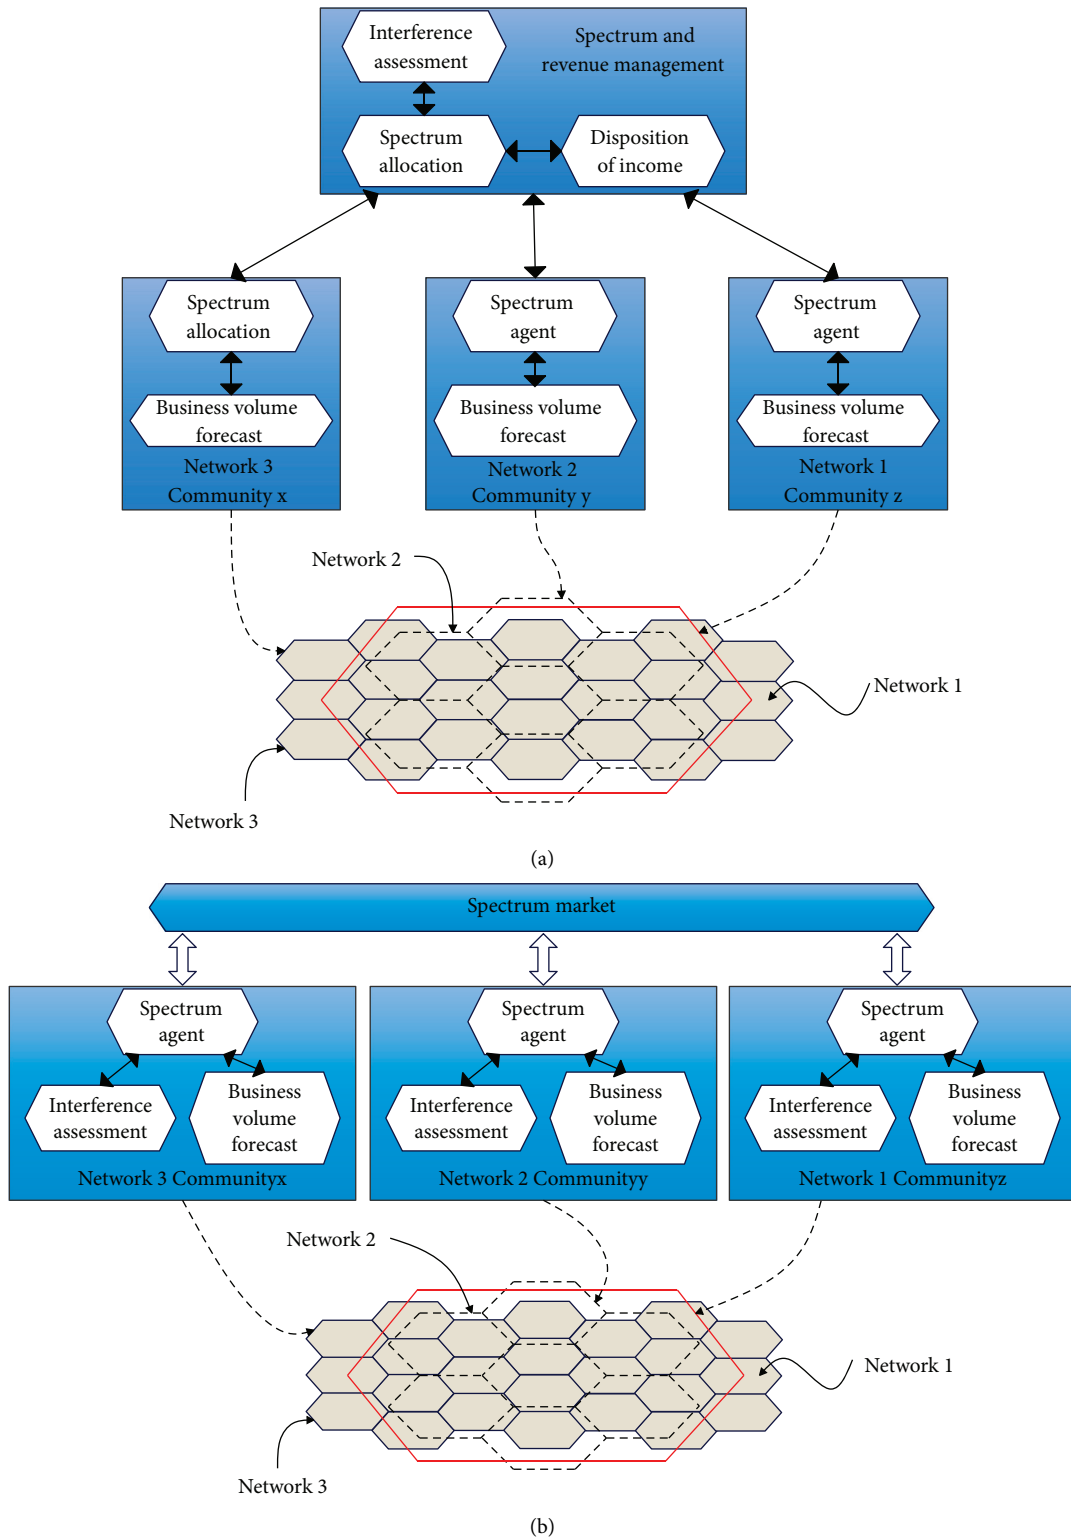 Interference
assessment
Spectrum and
revenue management
Spectrum
allocation
Disposition
of income
Spectrum
allocation
Business volume
forecast
Network 3
Community x
Spectrum
agent
Business volume
forecast
Network 2
Community y
Spectrum
agent
Business volume
forecast
Network 1
Community z
Network 2
Network 1
Network 3
(a)
Spectrum market
Spectrum
agent
Interference
assessment
Business
volume
forecast
Network 3 Communityx
Spectrum
agent
Interference
assessment
Business
volume
forecast
Network 2 Communityy
Spectrum
agent
Interference
assessment
Business
volume
forecast
Network 1 Communityz
Network 2
Network 1
Network 3
(b)